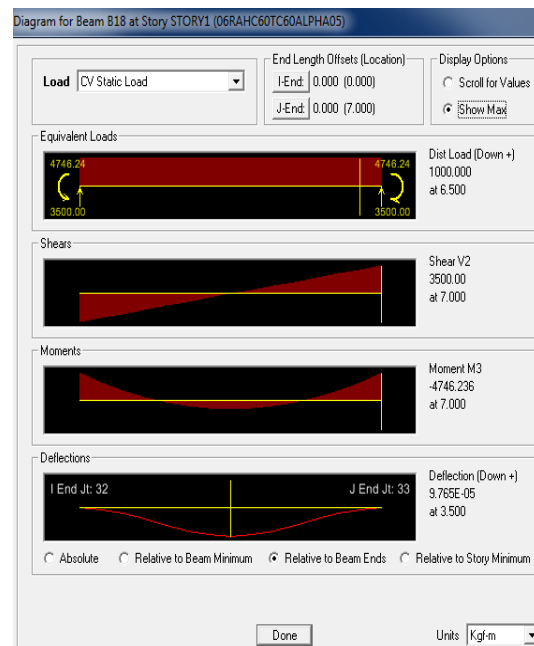 Diagram for Beam B18 at Story STORY1 (06RAHC60TC60ALPHA05)
Load CV Static Load
End Length Offsets (Location)
I-End: 0.000 (0.000)
J-End: 0.000 (7.000)
Display Options
Scroll for Values
Show Max
Equivalent Loads
4746.24 4746.24
3500.00 3500.00
Dist Load (Down +)
1000.000
at 6.500
Shears
Shear V2
3500.00
at 7.000
Moments
Moment M3
-4746.236
at 7.000
Deflections
I End Jt: 32 J End Jt: 33
Deflection (Down +)
9.765E-05
at 3.500
Absolute Relative to Beam Minimum Relative to Beam Ends Relative to Story Minimum
Done Units Kgf-m